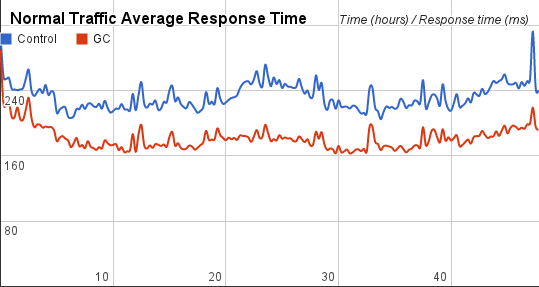 Normal Traffic Average Response Time Time (hours) / Response time (ms)
Control GC
240
160
80
10 20 30 40